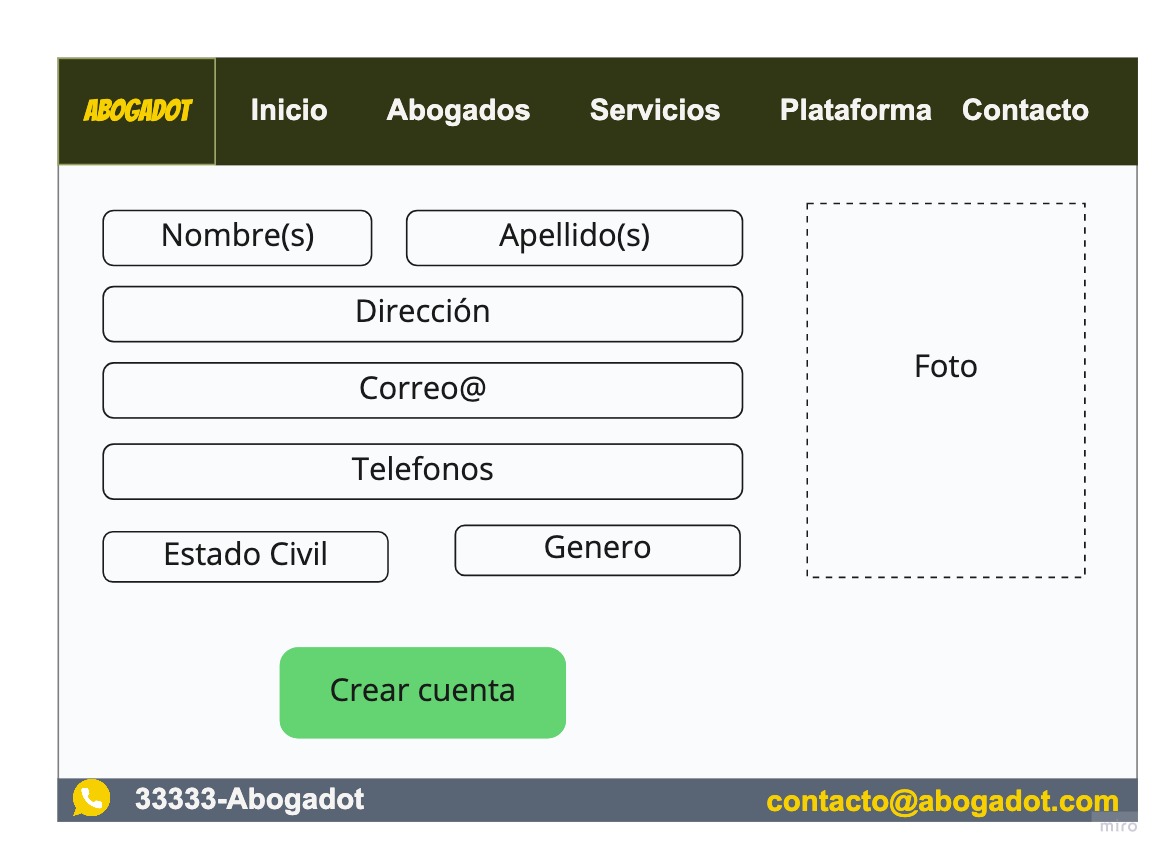 ABOGADOT Inicio Abogados Servicios Plataforma Contacto
Nombre(s) Apellido(s)
Dirección
Correo@
Telefonos
Estado Civil Genero
Foto
Crear cuenta
33333-Abogadot contacto@abogadot.com
miro